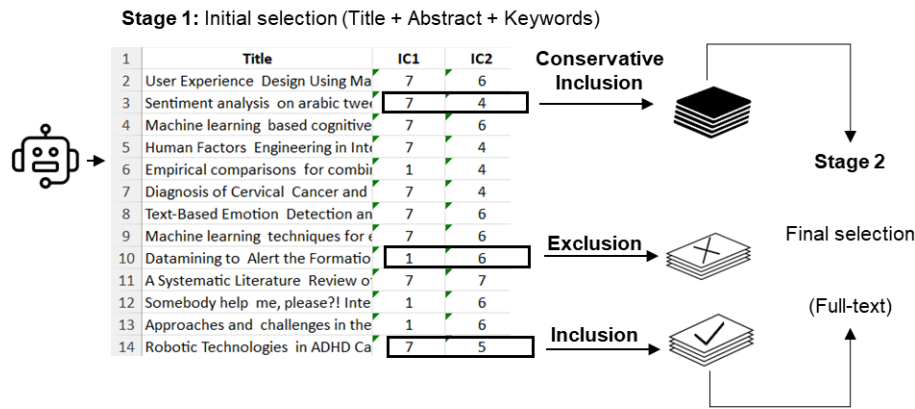 Stage 1: Initial selection (Title + Abstract + Keywords)
1 Title IC1 IC2
2 User Experience Design Using Ma 7 6
3 Sentiment analysis on arabic twee 7 4
4 Machine learning based cognitive 7 6
5 Human Factors Engineering in Inte 7 4
6 Empirical comparisons for combin 1 4
7 Diagnosis of Cervical Cancer and 7 4
8 Text-Based Emotion Detection an 7 6
9 Machine learning techniques for e 7 6
10 Datamining to Alert the Formatio 1 6
11 A Systematic Literature Review of 7 7
12 Somebody help me, please?! Inte 1 6
13 Approaches and challenges in the 1 6
14 Robotic Technologies in ADHD Ca 7 5
Conservative
Inclusion
Exclusion
Inclusion
Stage 2
Final selection
(Full-text)